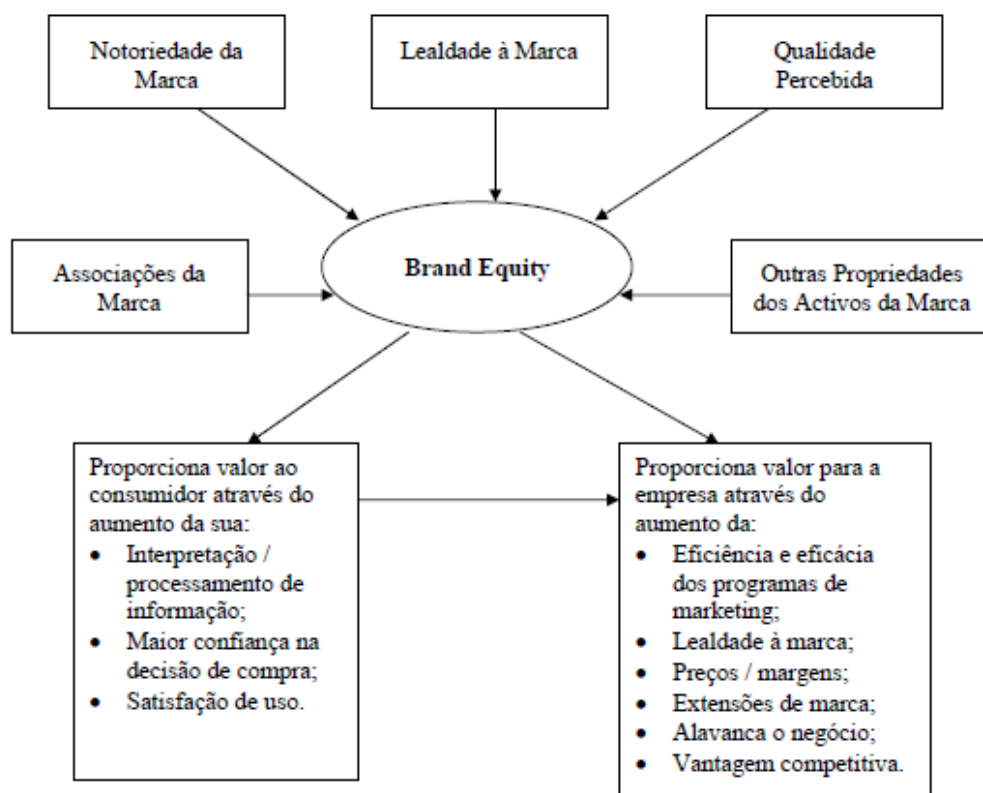 Notoriedade da
Marca
Lealdade à Marca
Qualidade
Percebida
Associações da
Marca
Brand Equity
Outras Propriedades
dos Activos da Marca
Proporciona valor ao
consumidor através do
aumento da sua:
• Interpretação /
processamento de
informação;
• Maior confiança na
decisão de compra;
• Satisfação de uso.
Proporciona valor para a
empresa através do
aumento da:
• Eficiência e eficácia
dos programas de
marketing;
• Lealdade à marca;
• Preços / margens;
• Extensões de marca;
• Alavanca o negócio;
• Vantagem competitiva.